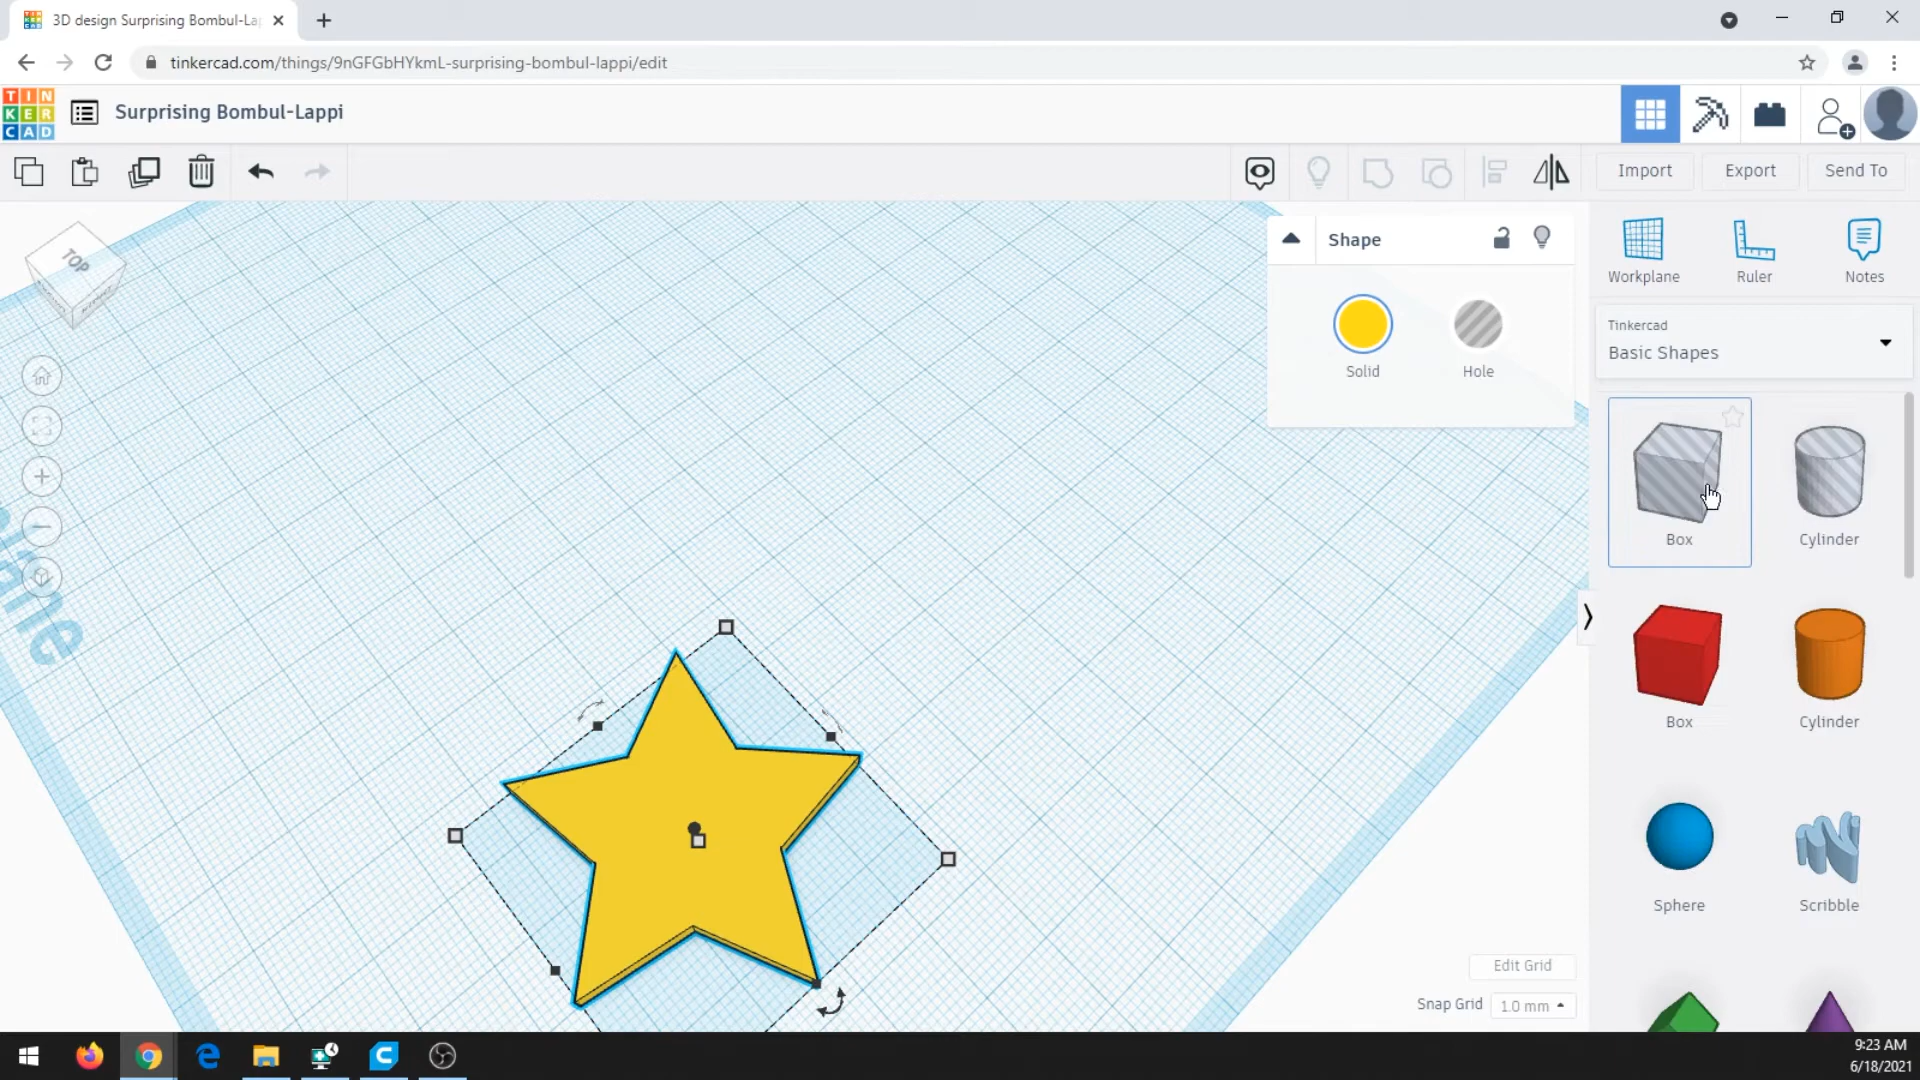 3D design Surprising Bombul-La
tinkercad.com/things/9nGFGbHYkmL-surprising-bombul-lappi/edit
TIN
KER
CAD
Surprising Bombul-Lappi
Import
Export
Send To
TOP
Shape
Solid
Hole
Workplane
Ruler
Notes
Tinkercad
Basic Shapes
Box
Cylinder
Box
Cylinder
Sphere
Scribble
Edit Grid
Snap Grid
1.0 mm
9:23 AM
6/18/2021